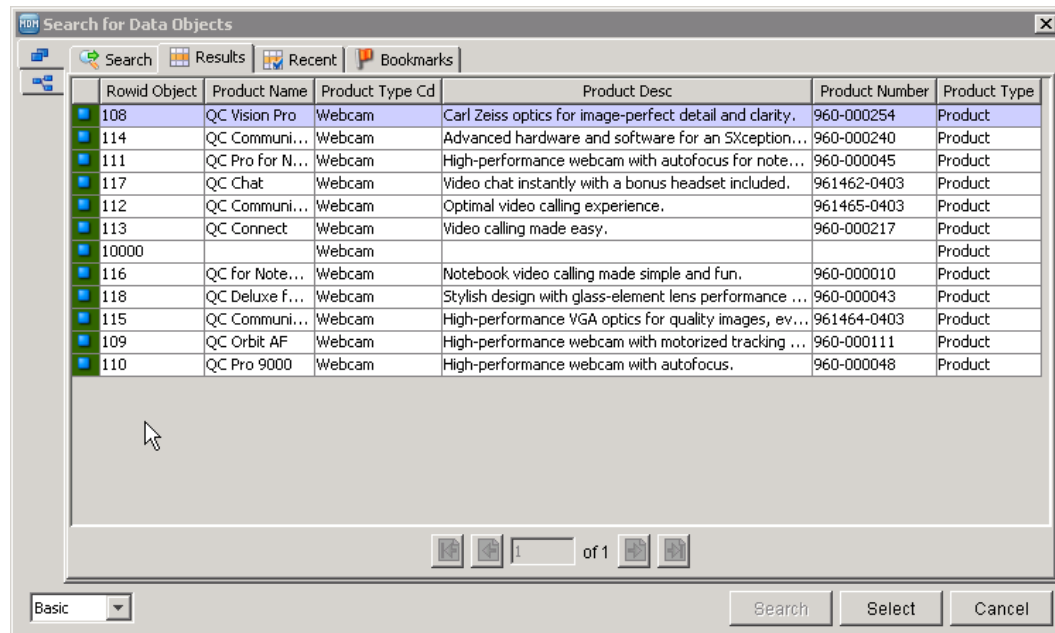 MDM Search for Data Objects
Search Results Recent Bookmarks
Rowid Object Product Name Product Type Cd Product Desc Product Number Product Type
108 QC Vision Pro Webcam Carl Zeiss optics for image-perfect detail and clarity. 960-000254 Product
114 QC Communi... Webcam Advanced hardware and software for an SXception... 960-000240 Product
111 QC Pro for N... Webcam High-performance webcam with autofocus for note... 960-000045 Product
117 QC Chat Webcam Video chat instantly with a bonus headset included. 961462-0403 Product
112 QC Communi... Webcam Optimal video calling experience. 961465-0403 Product
113 QC Connect Webcam Video calling made easy. 960-000217 Product
10000 Webcam Product
116 QC for Note... Webcam Notebook video calling made simple and fun. 960-000010 Product
118 QC Deluxe f... Webcam Stylish design with glass-element lens performance ... 960-000043 Product
115 QC Communi... Webcam High-performance VGA optics for quality images, ev... 961464-0403 Product
109 QC Orbit AF Webcam High-performance webcam with motorized tracking ... 960-000111 Product
110 QC Pro 9000 Webcam High-performance webcam with autofocus. 960-000048 Product
1 of 1
Basic Search Select Cancel